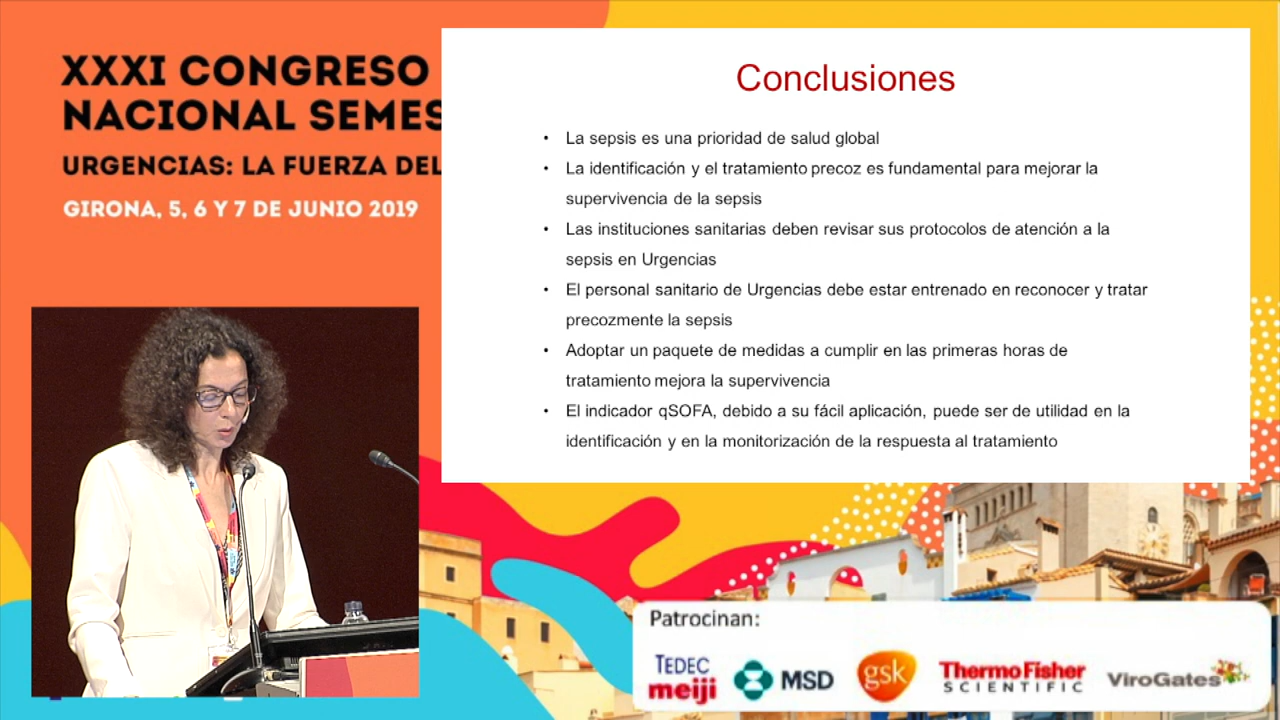 XXXI CONGRESO
NACIONAL SEMES
URGENCIAS: LA FUERZA DEL
GIRONA, 5, 6 Y 7 DE JUNIO 2019
Conclusiones
• La sepsis es una prioridad de salud global
• La identificación y el tratamiento precoz es fundamental para mejorar la
supervivencia de la sepsis
• Las instituciones sanitarias deben revisar sus protocolos de atención a la
sepsis en Urgencias
• El personal sanitario de Urgencias debe estar entrenado en reconocer y tratar
precozmente la sepsis
• Adoptar un paquete de medidas a cumplir en las primeras horas de
tratamiento mejora la supervivencia
• El indicador qSOFA, debido a su fácil aplicación, puede ser de utilidad en la
identificación y en la monitorización de la respuesta al tratamiento
Patrocinan:
TEDEC
meiji
MSD
gsk
ThermoFisher
SCIENTIFIC
ViroGates